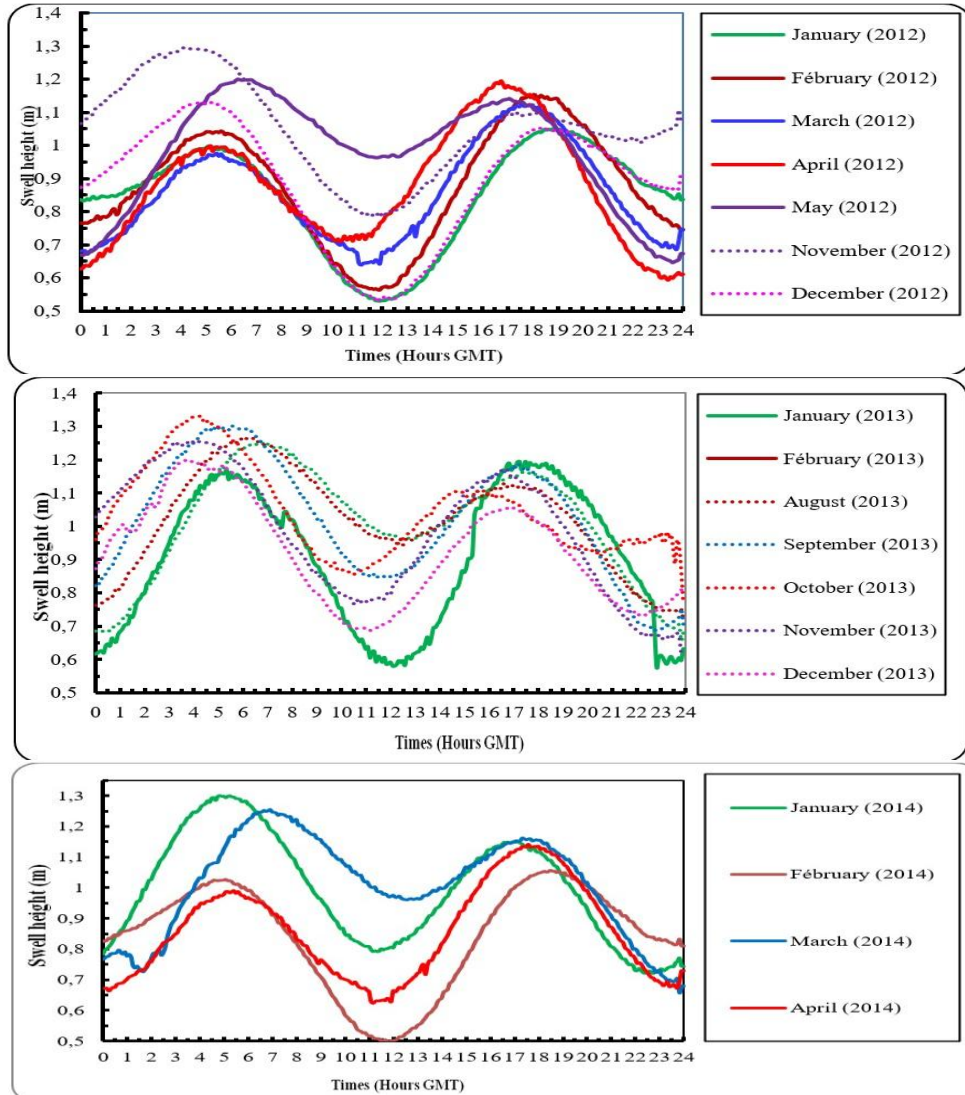 1,4
1,3
1,2
1,1
1
0,9
0,8
0,7
0,6
0,5
Swell height (m)
0 1 2 3 4 5 6 7 8 9 10 11 12 13 14 15 16 17 18 19 20 21 22 23 24
Times (Hours GMT)
January (2012)
Fébruary (2012)
March (2012)
April (2012)
May (2012)
November (2012)
December (2012)
1,4
1,3
1,2
1,1
1
0,9
0,8
0,7
0,6
0,5
Swell height (m)
0 1 2 3 4 5 6 7 8 9 10 11 12 13 14 15 16 17 18 19 20 21 22 23 24
Times (Hours GMT)
January (2013)
Fébruary (2013)
August (2013)
September (2013)
October (2013)
November (2013)
December (2013)
1,3
1,2
1,1
1
0,9
0,8
0,7
0,6
0,5
Swell height (m)
0 1 2 3 4 5 6 7 8 9 10 11 12 13 14 15 16 17 18 19 20 21 22 23 24
Times (Hours GMT)
January (2014)
Fébruary (2014)
March (2014)
April (2014)